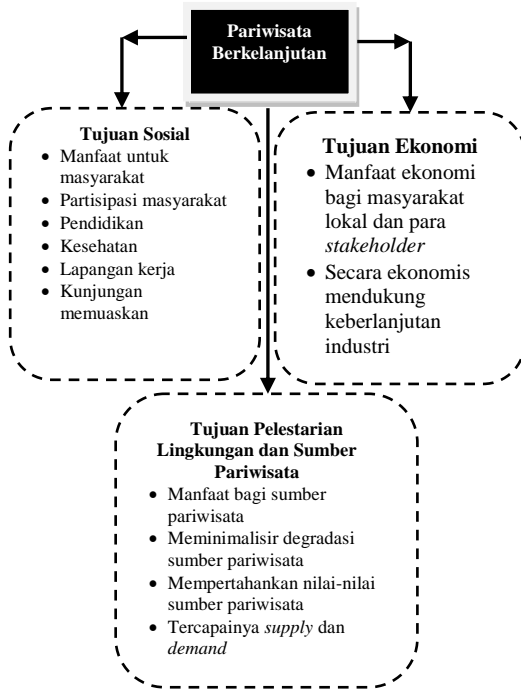 Pariwisata
Berkelanjutan
Tujuan Sosial
• Manfaat untuk
masyarakat
• Partisipasi masyarakat
• Pendidikan
• Kesehatan
• Lapangan kerja
• Kunjungan
memuaskan
Tujuan Ekonomi
• Manfaat ekonomi
bagi masyarakat
lokal dan para
stakeholder
• Secara ekonomis
mendukung
keberlanjutan
industri
Tujuan Pelestarian
Lingkungan dan Sumber
Pariwisata
• Manfaat bagi sumber
pariwisata
• Meminimalisir degradasi
sumber pariwisata
• Mempertahankan nilai-nilai
sumber pariwisata
• Tercapainya supply dan
demand